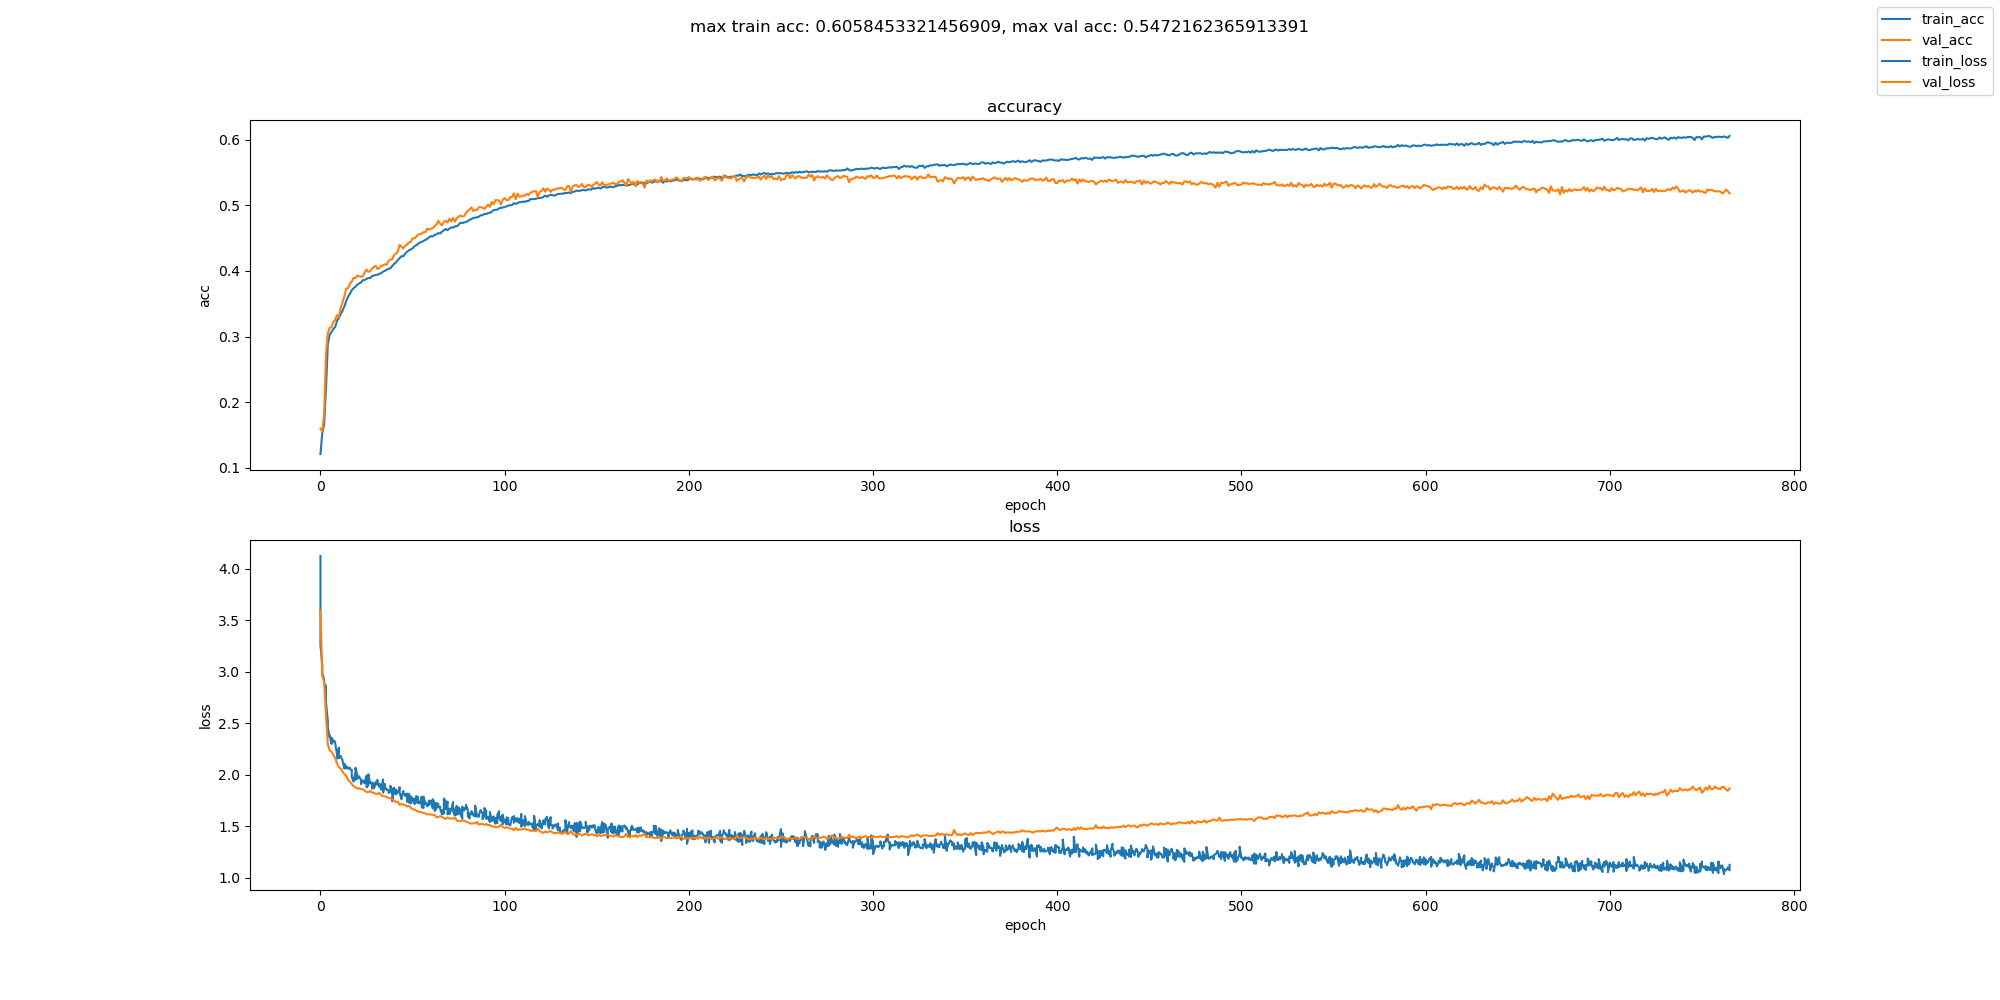 max train acc: 0.6058453321456909, max val acc: 0.5472162365913391
train_acc
val_acc
train_loss
val_loss
accuracy
0.6
0.5
0.4
0.3
0.2
0.1
acc
0 100 200 300 400 500 600 700 800
epoch
loss
4.0
3.5
3.0
2.5
2.0
1.5
1.0
loss
0 100 200 300 400 500 600 700 800
epoch